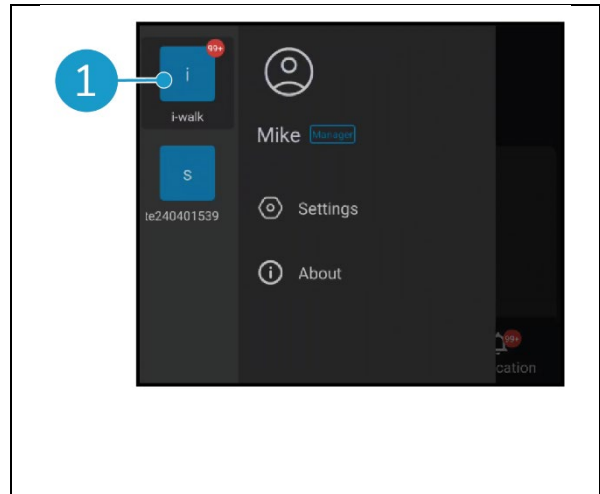 1
99+
i
i-walk
s
te240401539
Mike Manager
Settings
About
99+
cation